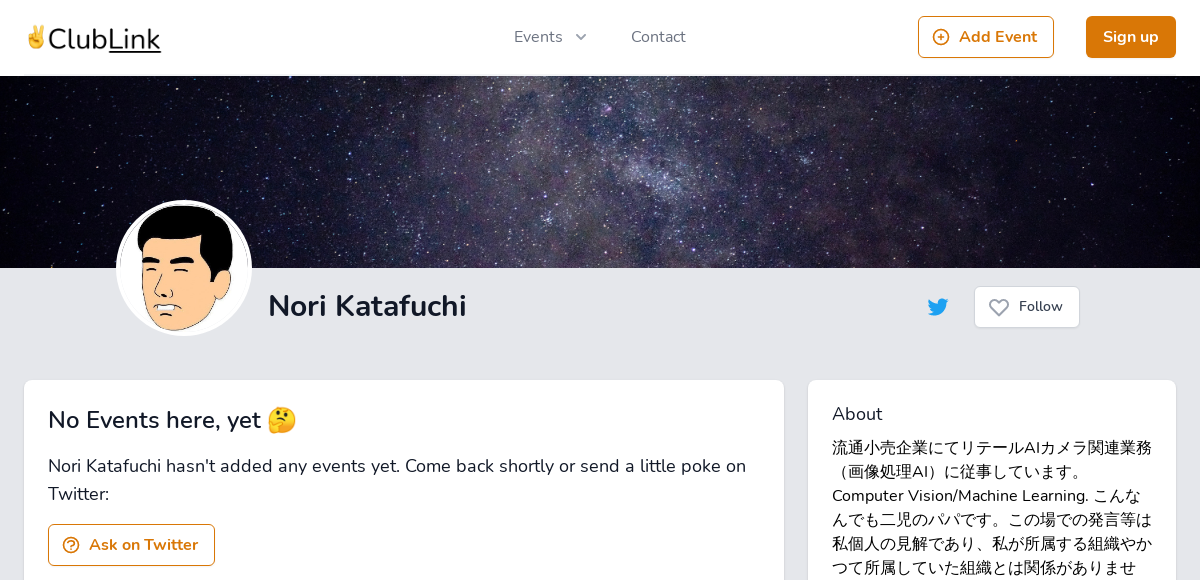 ✌️ClubLink
Events
Contact
Add Event
Sign up
Nori Katafuchi
Follow
No Events here, yet 🤔
Nori Katafuchi hasn't added any events yet. Come back shortly or send a little poke on
Twitter:
Ask on Twitter
About
流通小売企業にてリテールAIカメラ関連業務
（画像処理AI）に従事しています。
Computer Vision/Machine Learning. こんな
んでも二児のパパです。この場での発言等は
私個人の見解であり、私が所属する組織やか
つて所属していた組織とは関係がありませ